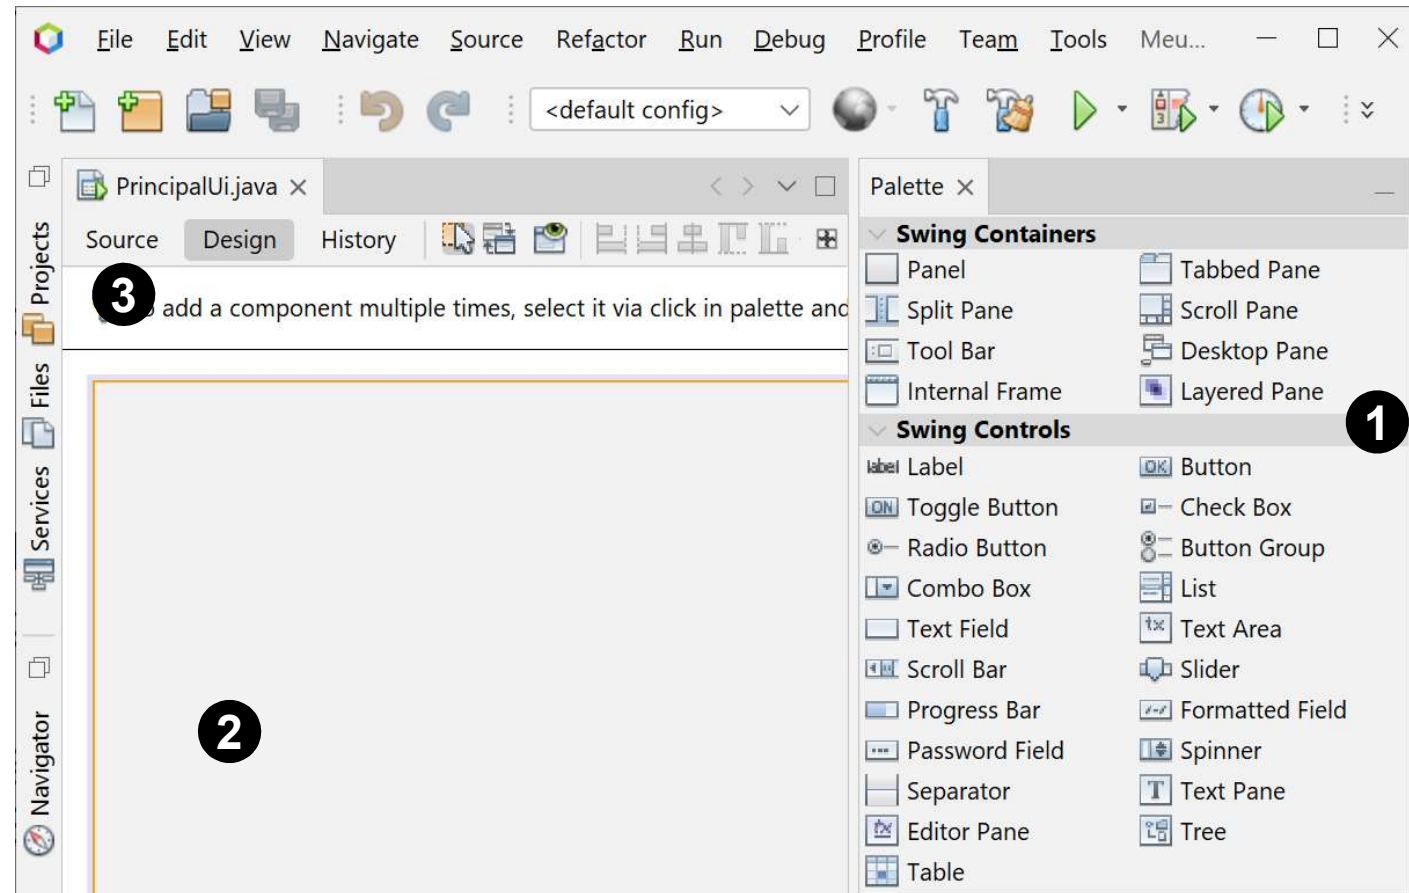 File Edit View Navigate Source Refactor Run Debug Profile Team Tools Meu...
<default config>
PrincipalUi.java
Source Design History
3 add a component multiple times, select it via click in palette and
2
Projects
Files
Services
Navigator
Palette
Swing Containers
Panel Tabbed Pane
Split Pane Scroll Pane
Tool Bar Desktop Pane
Internal Frame Layered Pane
1
Swing Controls
label Label OK Button
ON Toggle Button Check Box
Radio Button Button Group
Combo Box List
Text Field Text Area
Scroll Bar Slider
Progress Bar Formatted Field
Password Field Spinner
Separator T Text Pane
Editor Pane Tree
Table